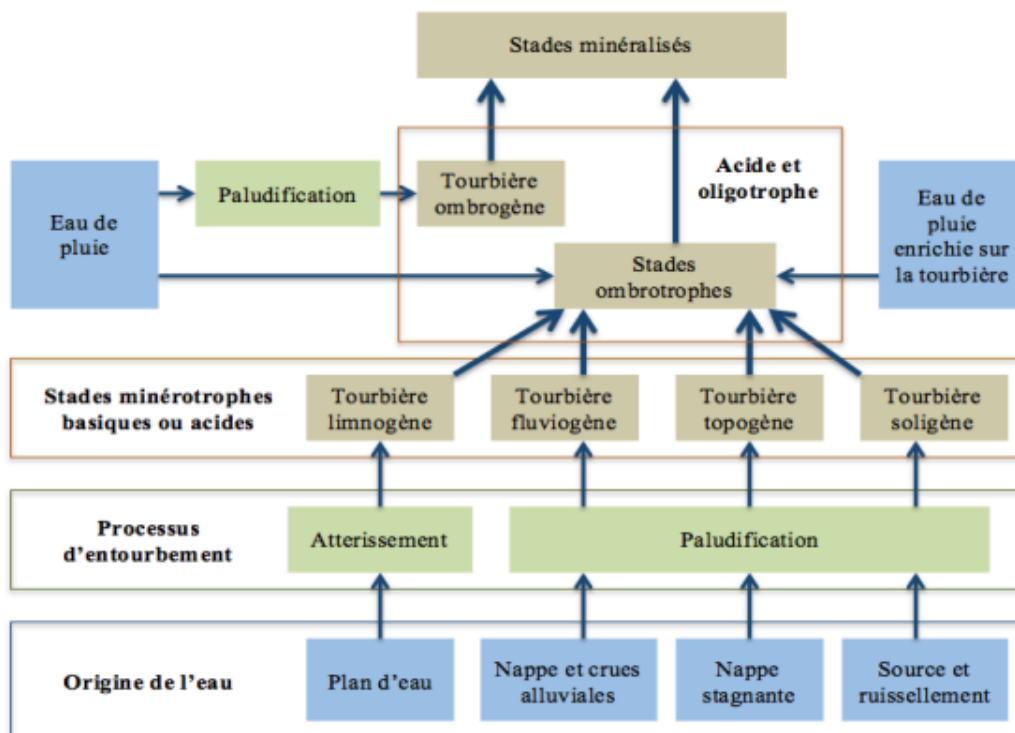 Stades minéralisés
Acide et
oligotrophe
Eau de
pluie
Paludification
Tourbière
ombrogène
Eau de
pluie
enrichie sur
la tourbière
Stades
ombrotrophes
Stades minérotrophes
basiques ou acides
Tourbière
limnogène
Tourbière
fluviogène
Tourbière
topogène
Tourbière
soligène
Processus
d'entourbement
Atterissement
Paludification
Origine de l'eau
Plan d'eau
Nappe et crues
alluviales
Nappe
stagnante
Source et
ruissellement